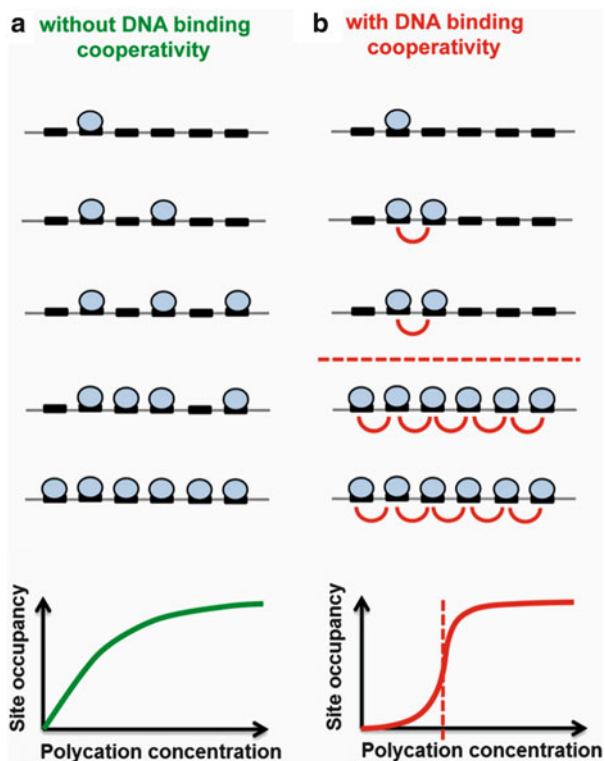 a without DNA binding
cooperativity
b with DNA binding
cooperativity
Site occupancy
Polycation concentration
Site occupancy
Polycation concentration